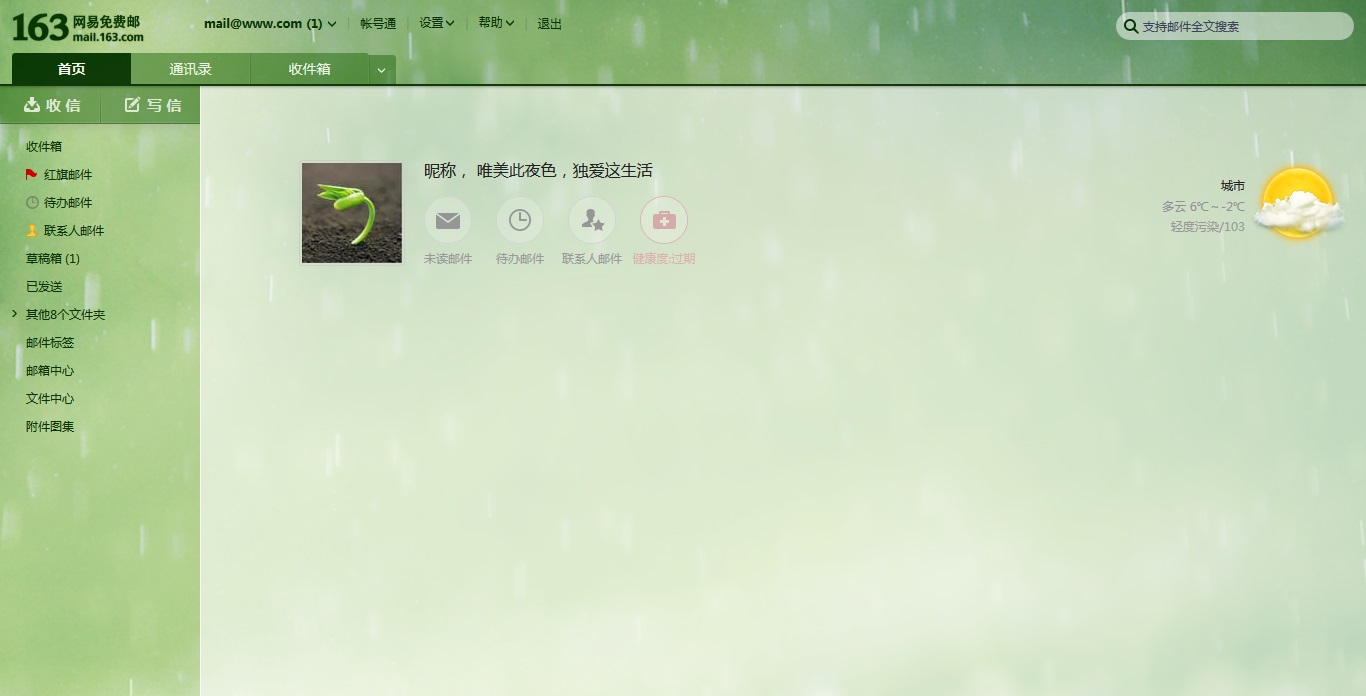 163 网易免费邮
mail.163.com
mail@www.com (1)
帐号通
设置
帮助
退出
支持邮件全文搜索
首页
通讯录
收件箱
收信
写信
收件箱
红旗邮件
待办邮件
联系人邮件
草稿箱 (1)
已发送
其他8个文件夹
邮件标签
邮箱中心
文件中心
附件图集
昵称， 唯美此夜色，独爱这生活
未读邮件
待办邮件
联系人邮件
健康度:过期
城市
多云 6℃～-2℃
轻度污染/103